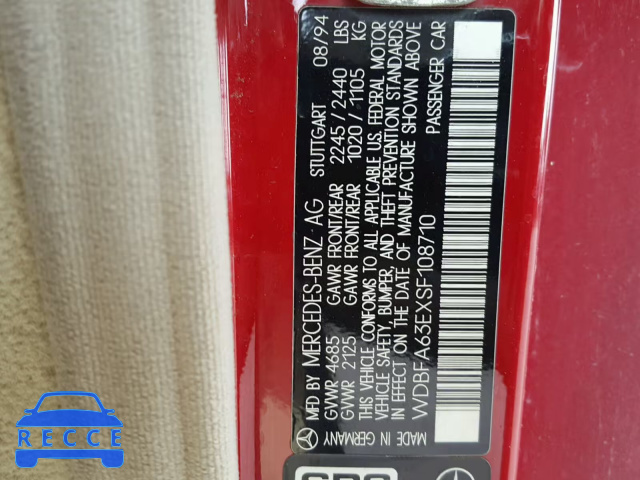 MFD BY MERCEDES-BENZ AG STUTTGART 08/94
GVWR 4685 GAWR FRONT/REAR 2245/2440 LBS
GVWR 2125 GAWR FRONT/REAR 1020/1105 KG
THIS VEHICLE CONFORMS TO ALL APPLICABLE U.S. FEDERAL MOTOR
VEHICLE SAFETY, BUMPER, AND THEFT PREVENTION STANDARDS
IN EFFECT ON THE DATE OF MANUFACTURE SHOWN ABOVE
WDBFA63EXSF108710 PASSENGER CAR
MADE IN GERMANY
RECCE